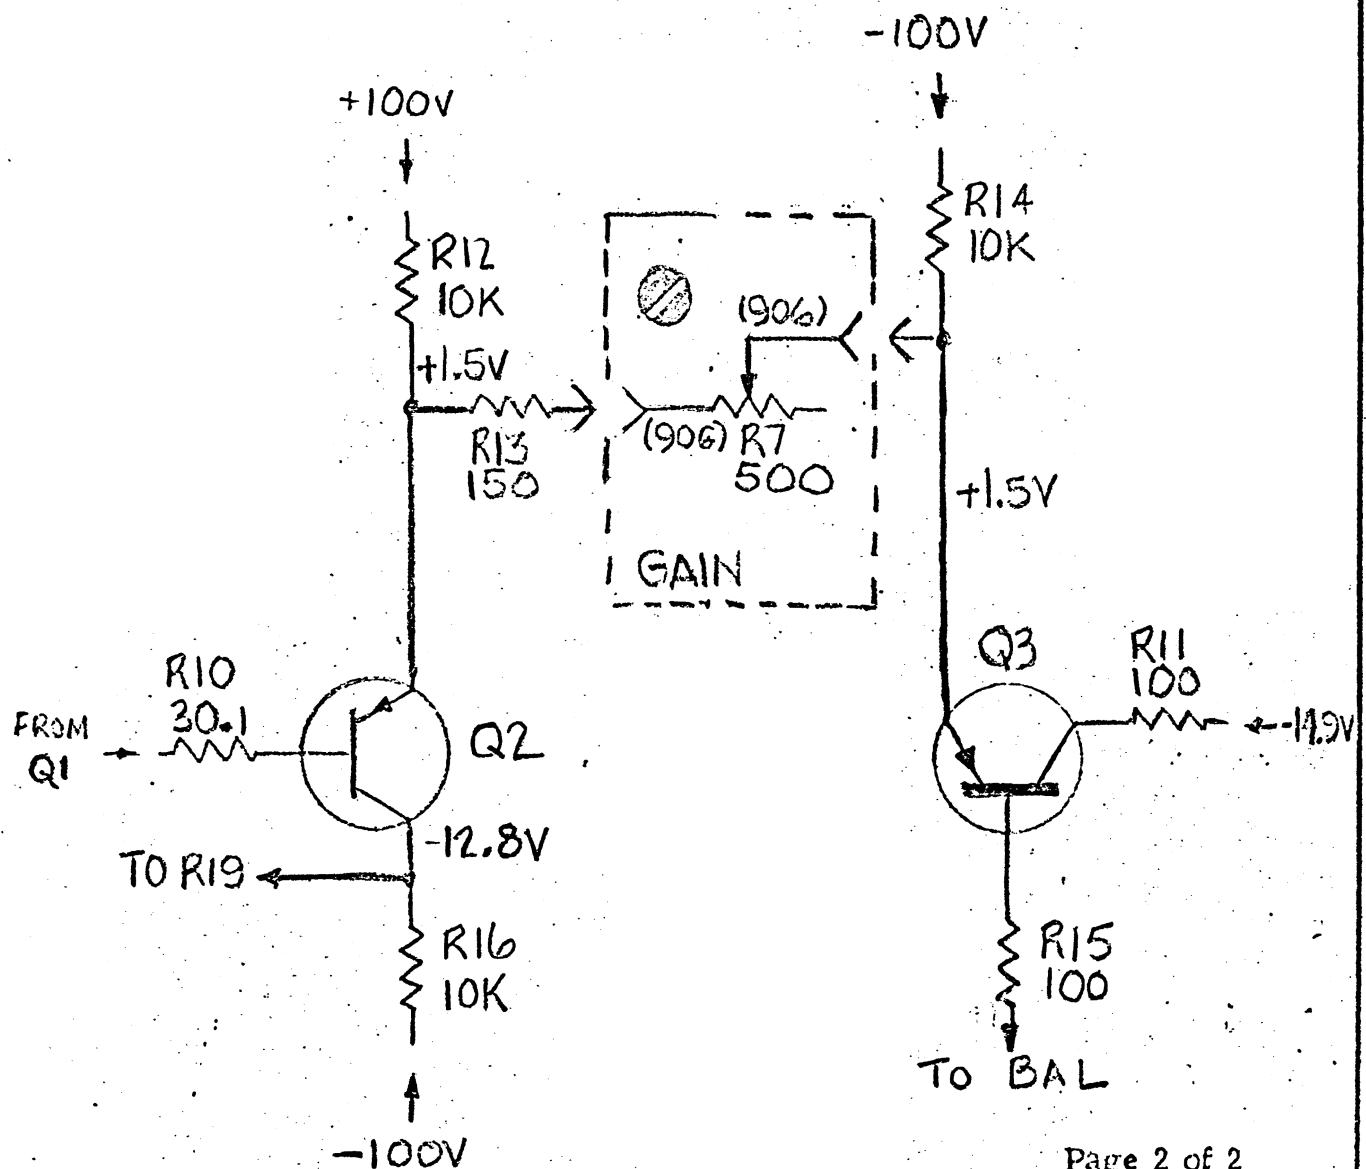 -100V
+100V
R14
10K
R12
10K
(906)
+1.5V
(906)
R7
500
R13
150
+1.5V
GAIN
Q3
R11
100
R10
30.1
FROM
Q1
Q2
-12.8V
TO R19
R16
10K
R15
100
TO BAL
-100V
Page 2 of 2